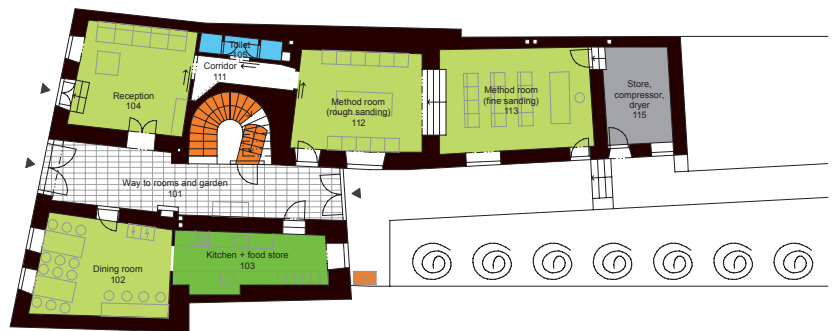 Toilet
105
Corridor
111
Reception
104
Method room
(rough sanding)
112
Method room
(fine sanding)
113
Store,
compressor,
dryer
115
Way to rooms and garden
101
Dining room
102
Kitchen + food store
103